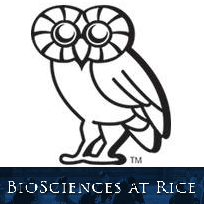 TM
BIOSCIENCES AT RICE